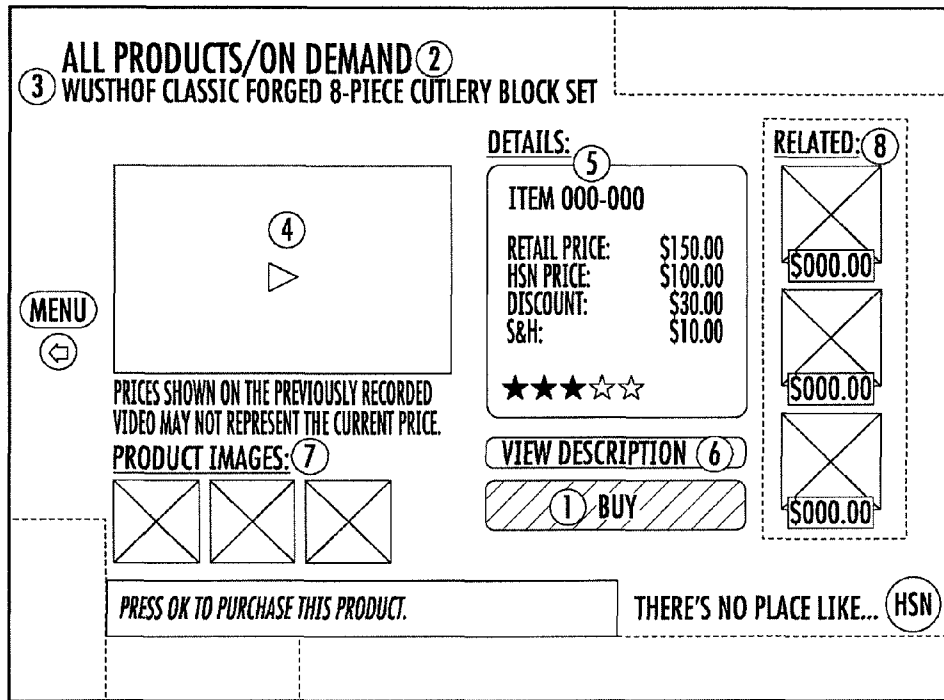 ALL PRODUCTS/ON DEMAND 2
3 WUSTHOF CLASSIC FORGED 8-PIECE CUTLERY BLOCK SET
MENU
4
PRICES SHOWN ON THE PREVIOUSLY RECORDED
VIDEO MAY NOT REPRESENT THE CURRENT PRICE.
PRODUCT IMAGES: 7
DETAILS:
5
ITEM 000-000
RETAIL PRICE: $150.00
HSN PRICE: $100.00
DISCOUNT: $30.00
S&H: $10.00
VIEW DESCRIPTION 6
1 BUY
RELATED: 8
$000.00
$000.00
$000.00
PRESS OK TO PURCHASE THIS PRODUCT.
THERE'S NO PLACE LIKE... HSN